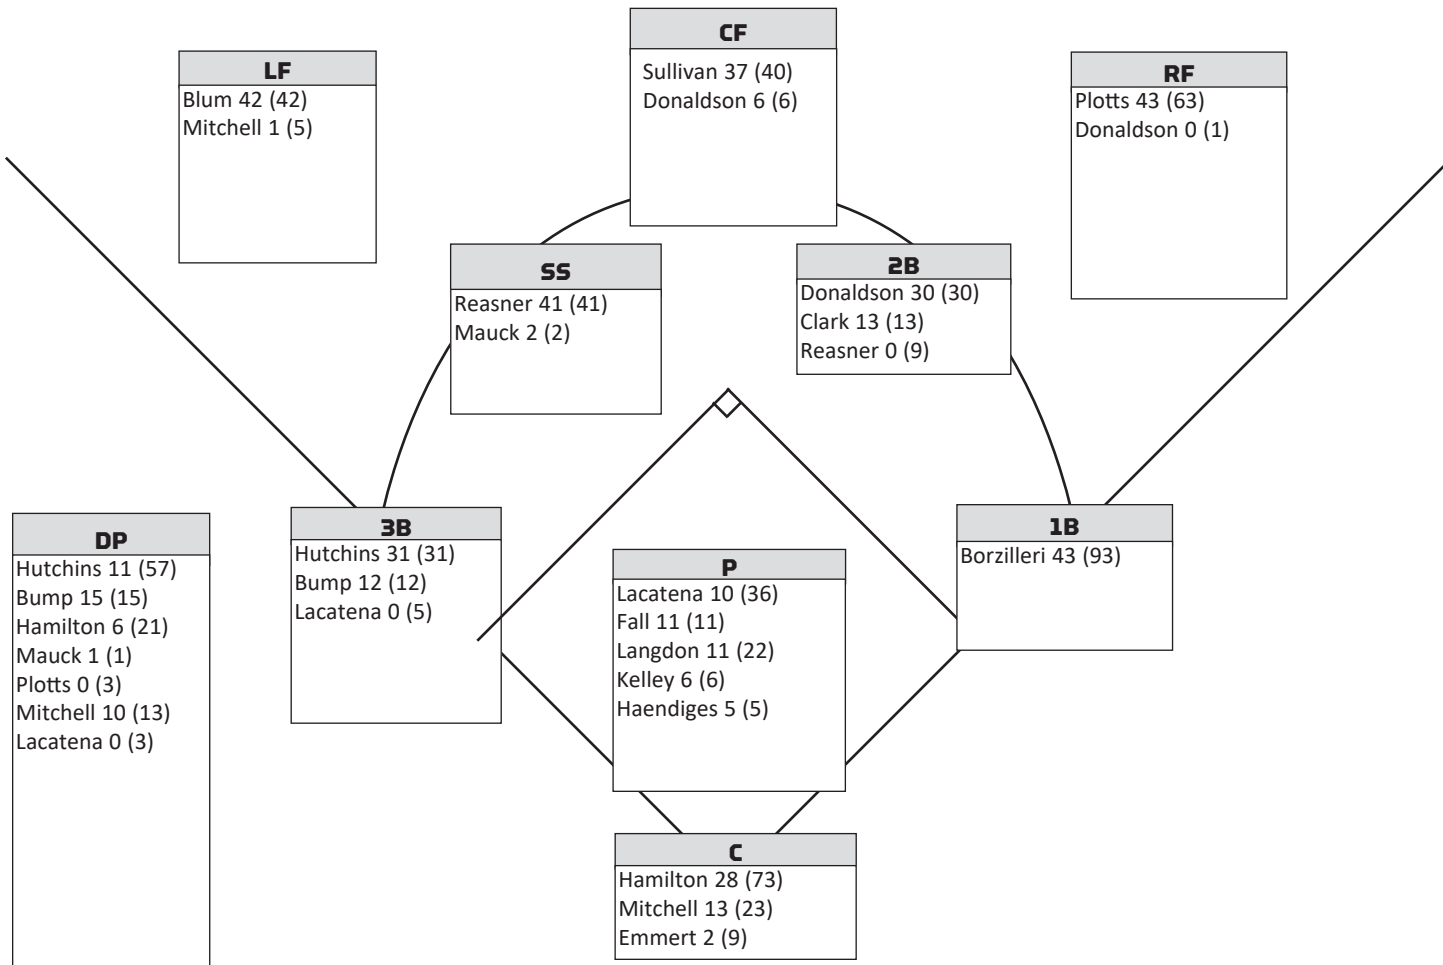 CF
Sullivan 37 (40)
Donaldson 6 (6)
LF
Blum 42 (42)
Mitchell 1 (5)
RF
Plotts 43 (63)
Donaldson 0 (1)
SS
Reasner 41 (41)
Mauck 2 (2)
2B
Donaldson 30 (30)
Clark 13 (13)
Reasner 0 (9)
DP
Hutchins 11 (57)
Bump 15 (15)
Hamilton 6 (21)
Mauck 1 (1)
Plotts 0 (3)
Mitchell 10 (13)
Lacatena 0 (3)
3B
Hutchins 31 (31)
Bump 12 (12)
Lacatena 0 (5)
P
Lacatena 10 (36)
Fall 11 (11)
Langdon 11 (22)
Kelley 6 (6)
Haendiges 5 (5)
1B
Borzilleri 43 (93)
C
Hamilton 28 (73)
Mitchell 13 (23)
Emmert 2 (9)